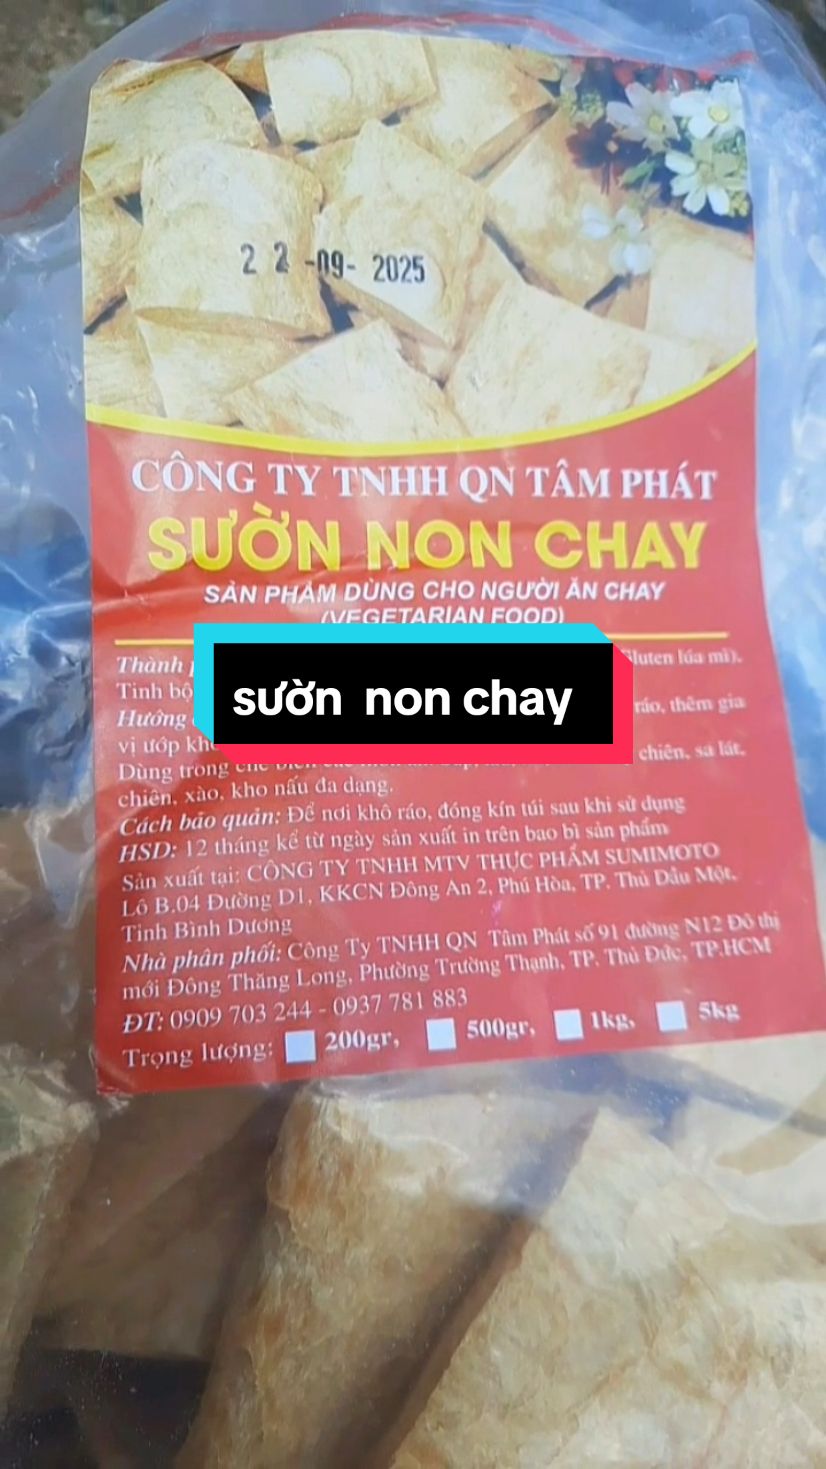 22-09-2025
CÔNG TY TNHH QN TÂM PHÁT
SƯỜN NON CHAY
SẢN PHẨM DÙNG CHO NGƯỜI ĂN CHAY
(VEGETARIAN FOOD)
Thành Gluten lúa mì),
Tinh bộ
sườn non chay
Hướng ráo, thêm gia
vị ướp chiên, sa lát,
Dùng trong
chiên, xào, kho nấu đa dạng.
Cách bảo quản: Để nơi khô ráo, đóng kín túi sau khi sử dụng
HSD: 12 tháng kể từ ngày sản xuất in trên bao bì sản phẩm
Sản xuất tại: CÔNG TY TNHH MTV THỰC PHẨM SUMIMOTO
Lô B.04 Đường D1, KKCN Đông An 2, Phú Hòa, TP. Thủ Dầu Một,
Tỉnh Bình Dương
Nhà phân phối: Công Ty TNHH QN Tâm Phát số 91 đường N12 Đô thị
mới Đông Thăng Long, Phường Trường Thạnh, TP. Thủ Đức, TP.HCM
ĐT: 0909 703 244 - 0937 781 883
Trọng lượng: 200gr, 500gr, 1kg, 5kg